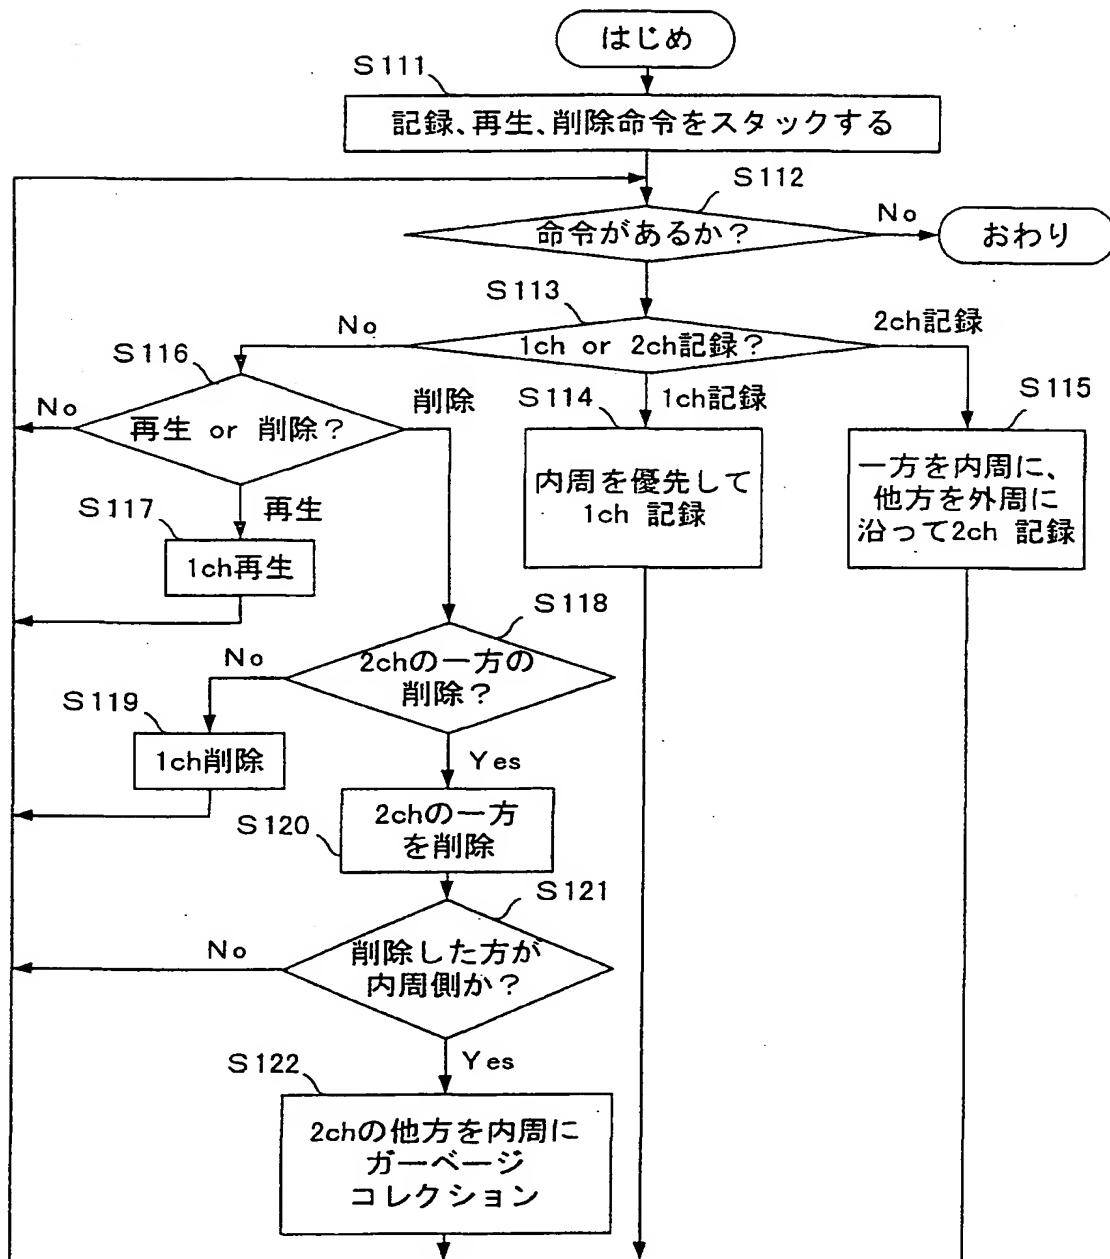 はじめ
S111
記録、再生、削除命令をスタックする
S112
命令があるか?
No
おわり
S113
No
1ch or 2ch記録?
2ch記録
S116
No
再生 or 削除?
削除
S114
1ch記録
S115
内周を優先して
1ch 記録
一方を内周に、
他方を外周に
沿って2ch 記録
S117
再生
1ch再生
S118
No
2chの一方の
削除?
S119
1ch削除
Yes
S120
2chの一方
を削除
S121
No
削除した方が
内周側か?
S122
Yes
2chの他方を内周に
ガーベージ
コレクション